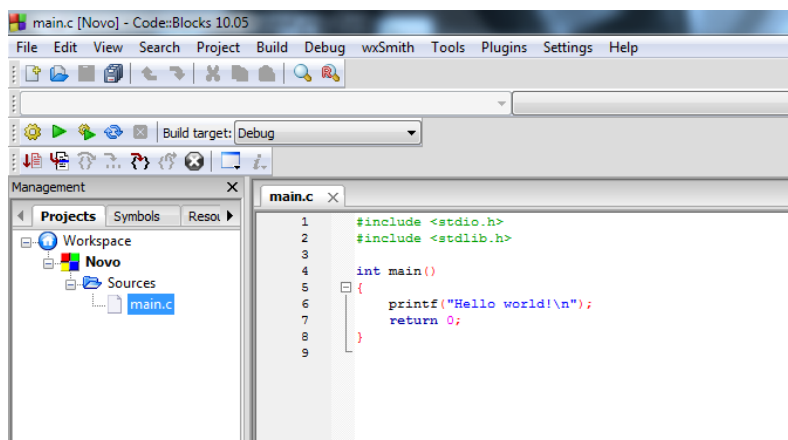 main.c [Novo] - Code::Blocks 10.05
File Edit View Search Project Build Debug wxSmith Tools Plugins Settings Help
Build target: Debug
Management
main.c
Projects Symbols Resou
Workspace
Novo
Sources
main.c
1 #include <stdio.h>
2 #include <stdlib.h>
3
4 int main()
5 {
6 printf("Hello world!\n");
7 return 0;
8 }
9